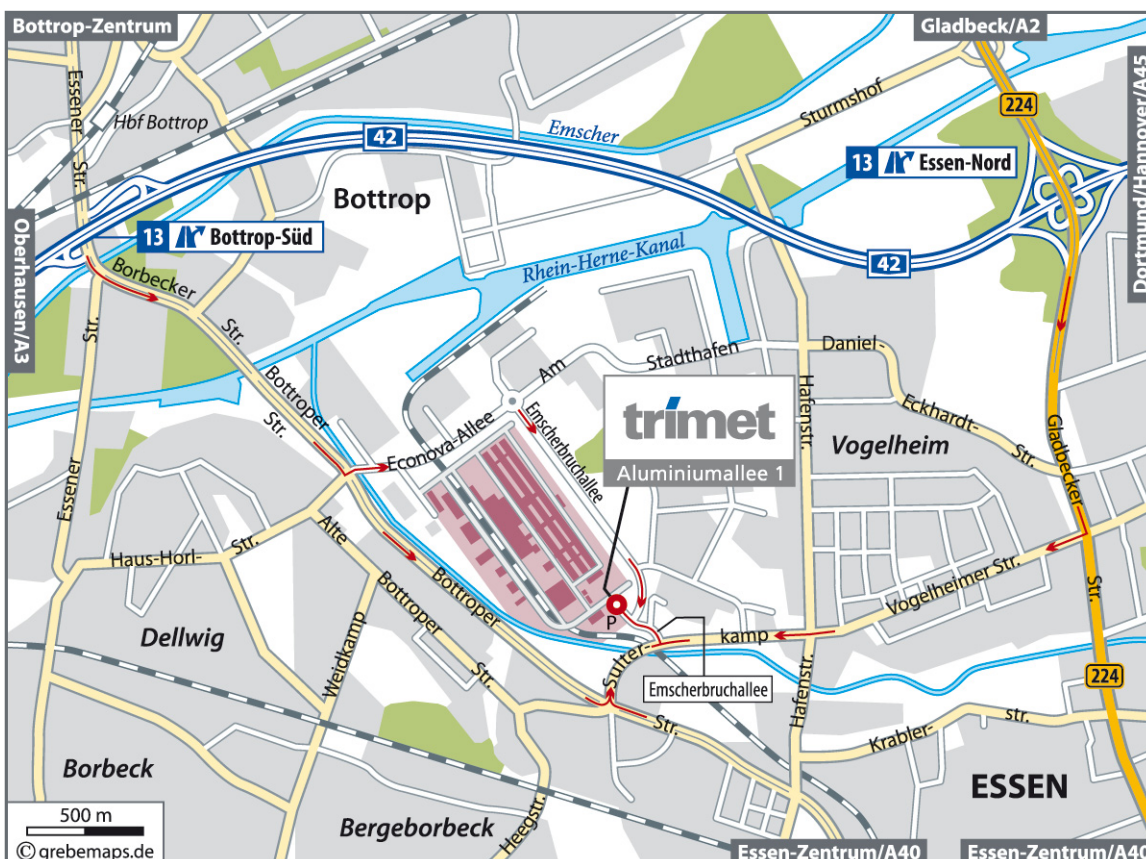 Bottrop-Zentrum
Gladbeck/A2
Dortmund/Hannover/A45
Oberhausen/A3
Essener
Str.
Hbf Bottrop
42
Emscher
Sturmshof
224
13 Essen-Nord
Bottrop
13 Bottrop-Süd
Rhein-Herne-Kanal
42
Borbecker
Str.
Bottroper
Str.
Essener
Str.
Am
Stadthafen
Daniel-
Eckhardt-
Str.
Hafenstr.
Econova-Allee
Emscherbruchallee
trimet
Aluminiumallee 1
Vogelheim
Gladbecker
Str.
Haus-Horl-
Str.
Alte
Bottroper
Str.
Bottroper
Str.
Vogelheimer Str.
Dellwig
Weidkamp
P
Sulter-
kamp
Emscherbruchallee
Hafenstr.
224
Krabler-
str.
Borbeck
Bergeborbeck
Heegstr.
ESSEN
500 m
© grebemaps.de
Essen-Zentrum/A40
Essen-Zentrum/A40